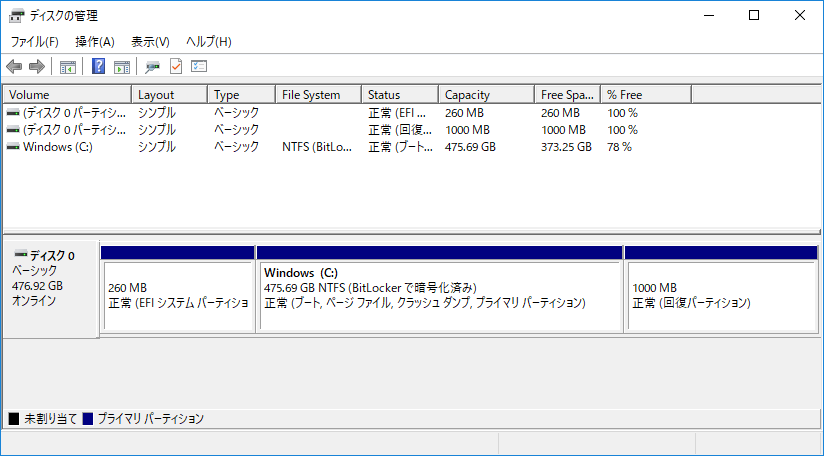 ディスクの管理
ファイル(F) 操作(A) 表示(V) ヘルプ(H)
Volume Layout Type File System Status Capacity Free Spa... % Free
(ディスク 0 パーティシ... シンプル ベーシック 正常 (EFI ... 260 MB 260 MB 100 %
(ディスク 0 パーティシ... シンプル ベーシック 正常 (回復... 1000 MB 1000 MB 100 %
Windows (C:) シンプル ベーシック NTFS (BitLo... 正常 (ブート... 475.69 GB 373.25 GB 78 %
ディスク 0
ベーシック
476.92 GB
オンライン
260 MB
正常 (EFI システム パーティショ
Windows (C:)
475.69 GB NTFS (BitLocker で暗号化済み)
正常 (ブート, ページ ファイル, クラッシュ ダンプ, プライマリ パーティション)
1000 MB
正常 (回復パーティション)
未割り当て プライマリ パーティション